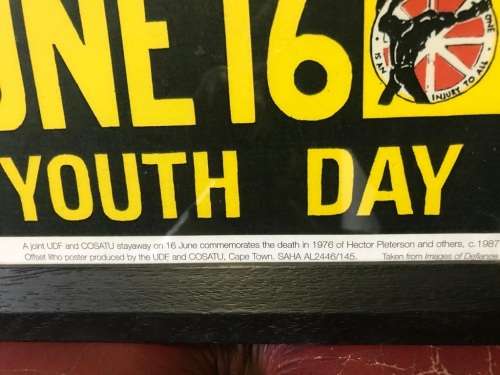 UNE 16
YOUTH DAY
IS AN INJURY TO ALL
ONE
A joint UDF and COSATU stayaway on 16 June commemorates the death in 1976 of Hector Pieterson and others, c.1987
Offset litho poster produced by the UDF and COSATU, Cape Town. SAHA AL2446/145. Taken from Images of Defiance